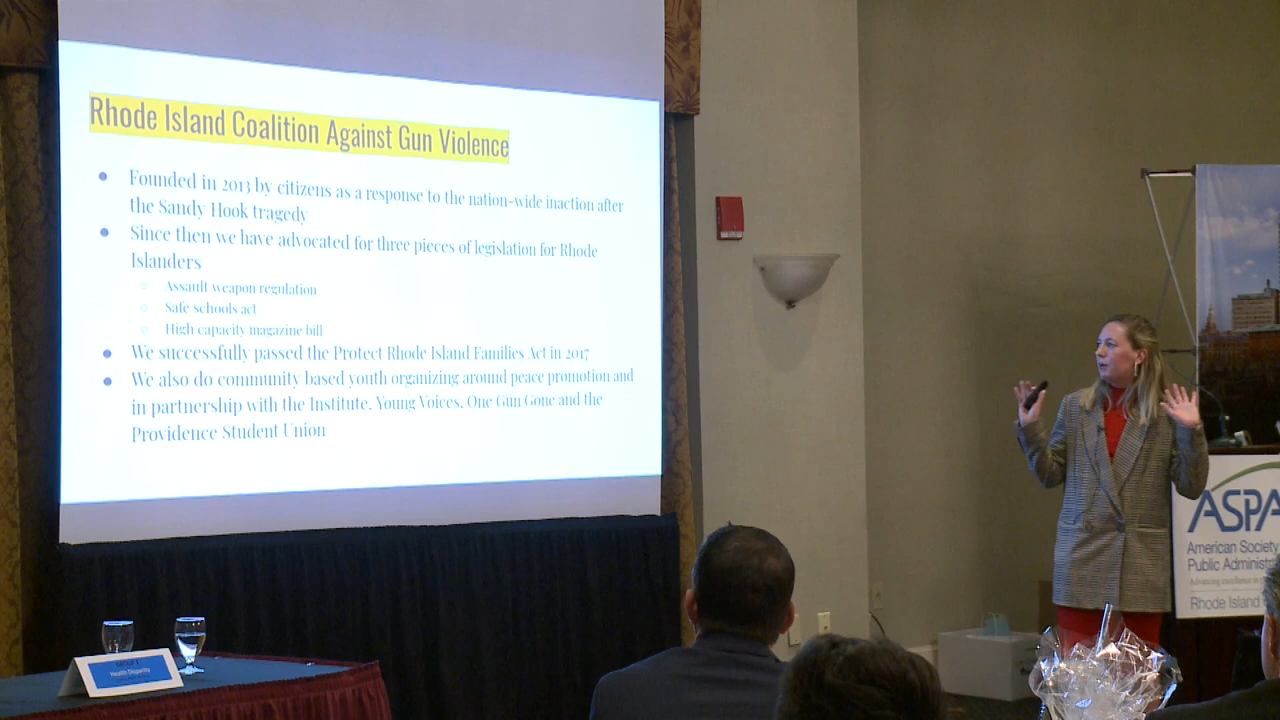 Rhode Island Coalition Against Gun Violence
Founded in 2013 by citizens as a response to the nation-wide inaction after
the Sandy Hook tragedy
Since then we have advocated for three pieces of legislation for Rhode
Islanders
Assault weapon regulation
Safe schools act
High capacity magazine bill
We successfully passed the Protect Rhode Island Families Act in 2017
We also do community based youth organizing around peace promotion and
in partnership with the Institute, Young Voices, One Gun Gone and the
Providence Student Union
ASPA
American Society
Public Administr
Advancing excellence in
Rhode Island
Health Disparity